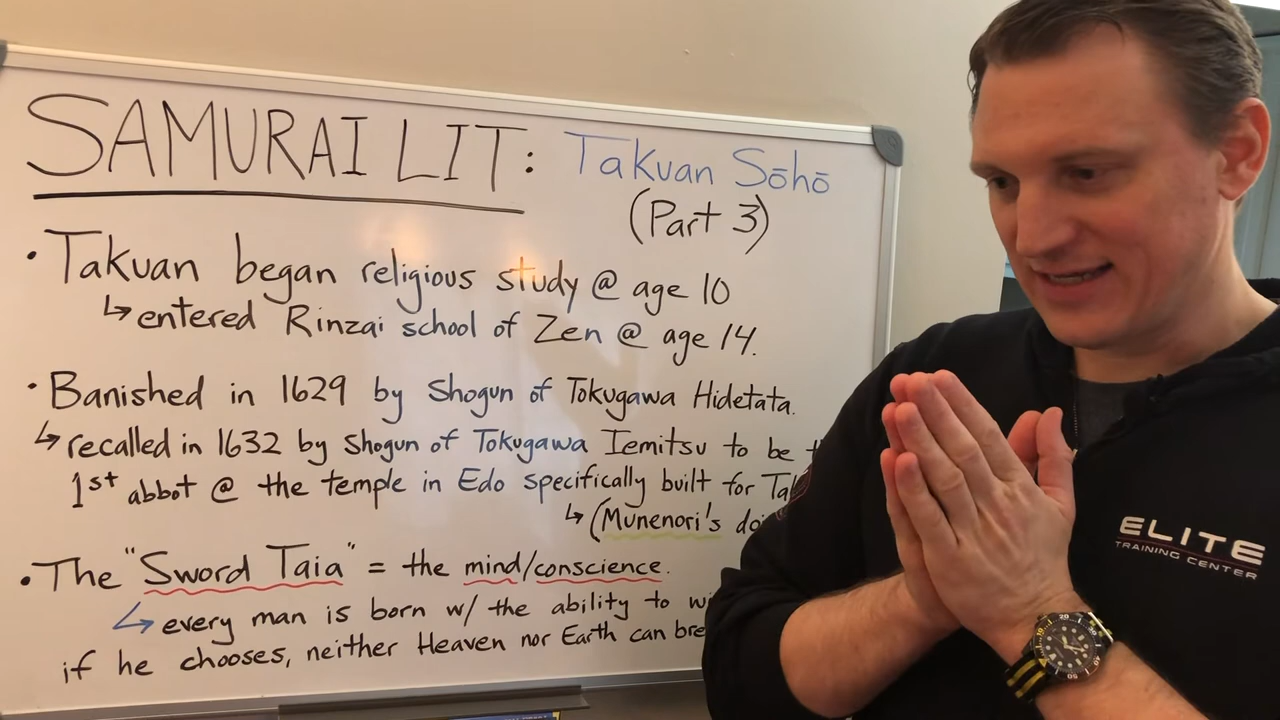 SAMURAI LIT: Takuan Sōhō
(Part 3)
• Takuan began religious study @ age 10
↳ entered Rinzai school of Zen @ age 14.
• Banished in 1629 by Shogun of Tokugawa Hidetata.
↳ recalled in 1632 by Shogun of Tokugawa Iemitsu to be
1st abbot @ the temple in Edo specifically built for
↳ (Munenori's
• The "Sword Taia" = the mind/conscience.
↳ every man is born w/ the ability to
if he chooses, neither Heaven nor Earth can
ELITE
TRAINING CENTER